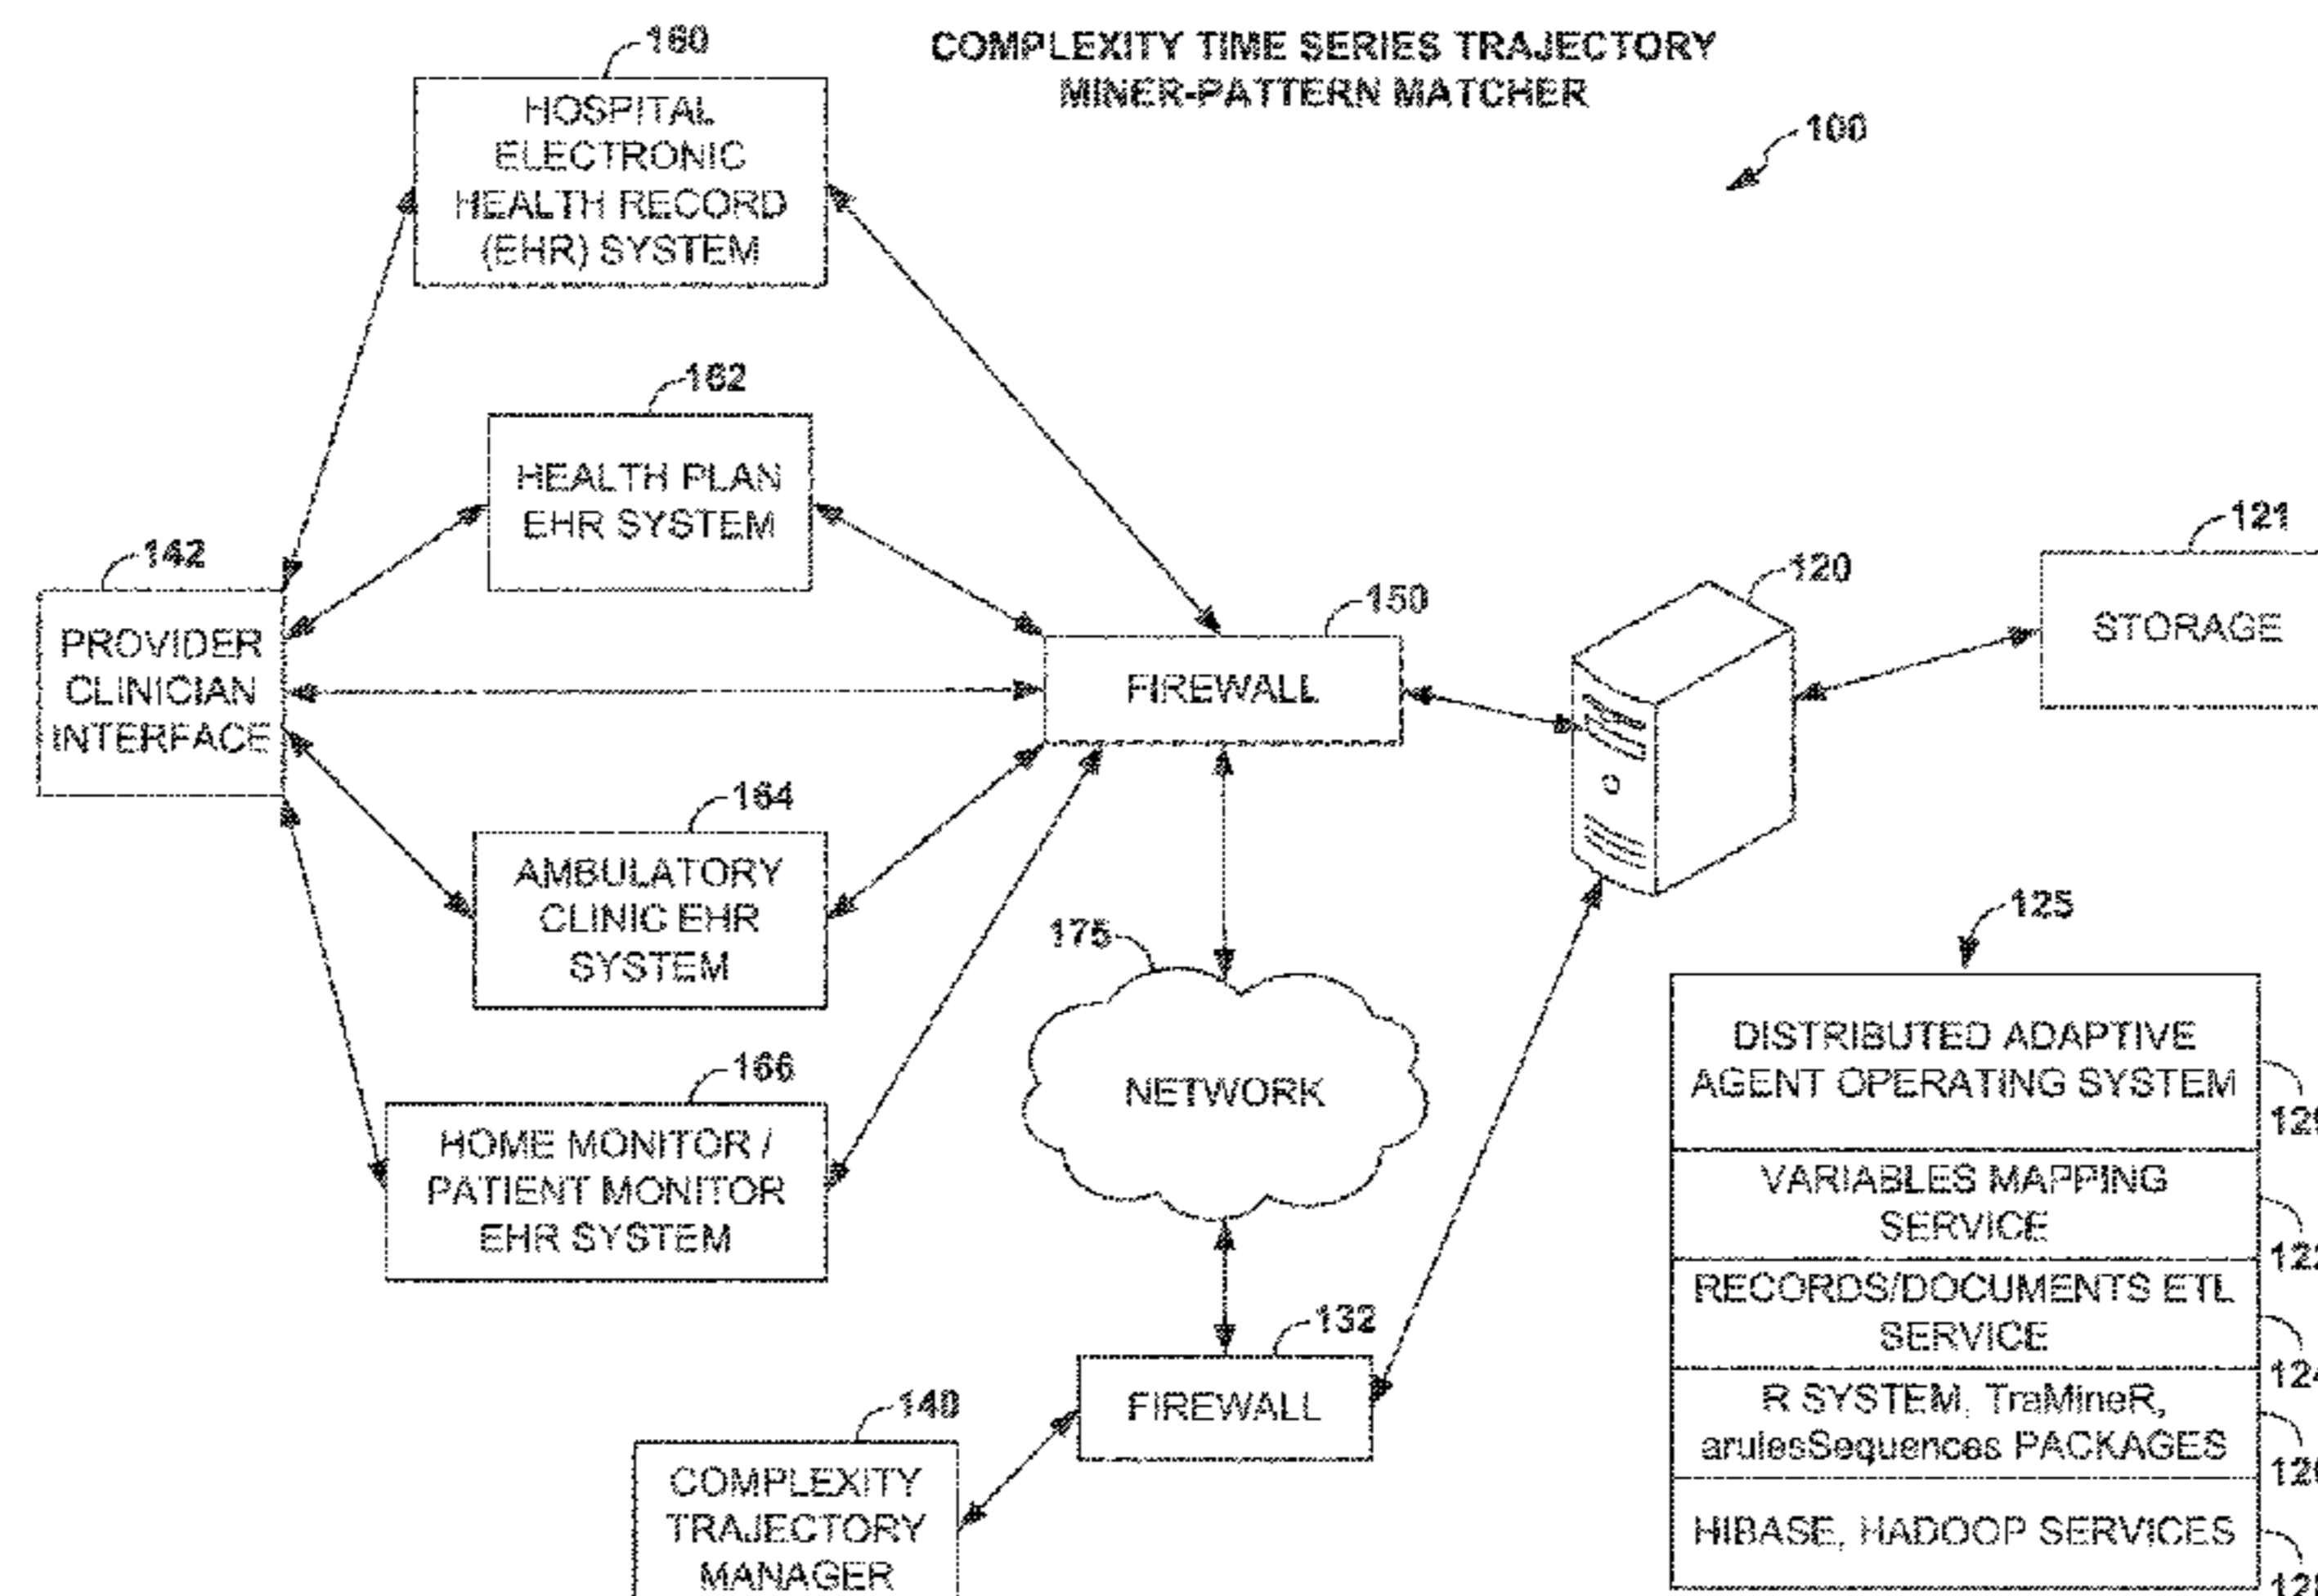 COMPLEXITY TIME SERIES TRAJECTORY
MINER-PATTERN MATCHER
100
160
HOSPITAL
ELECTRONIC
HEALTH RECORD
(EHR) SYSTEM
162
HEALTH PLAN
EHR SYSTEM
142
PROVIDER
CLINICIAN
INTERFACE
150
FIREWALL
120
121
STORAGE
164
AMBULATORY
CLINIC EHR
SYSTEM
166
HOME MONITOR /
PATIENT MONITOR
EHR SYSTEM
175
NETWORK
132
FIREWALL
140
COMPLEXITY
TRAJECTORY
MANAGER
125
DISTRIBUTED ADAPTIVE
AGENT OPERATING SYSTEM
VARIABLES MAPPING
SERVICE
122
RECORDS/DOCUMENTS ETL
SERVICE
124
R SYSTEM, TraMineR,
arulesSequences PACKAGES
HIBASE, HADOOP SERVICES